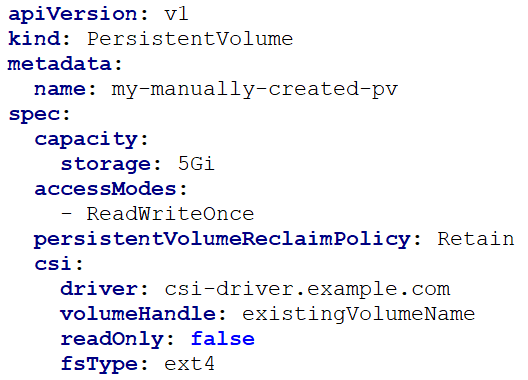 apiVersion: v1
kind: PersistentVolume
metadata:
  name: my-manually-created-pv
spec:
  capacity:
    storage: 5Gi
  accessModes:
    - ReadWriteOnce
  persistentVolumeReclaimPolicy: Retain
  csi:
    driver: csi-driver.example.com
    volumeHandle: existingVolumeName
    readOnly: false
    fsType: ext4